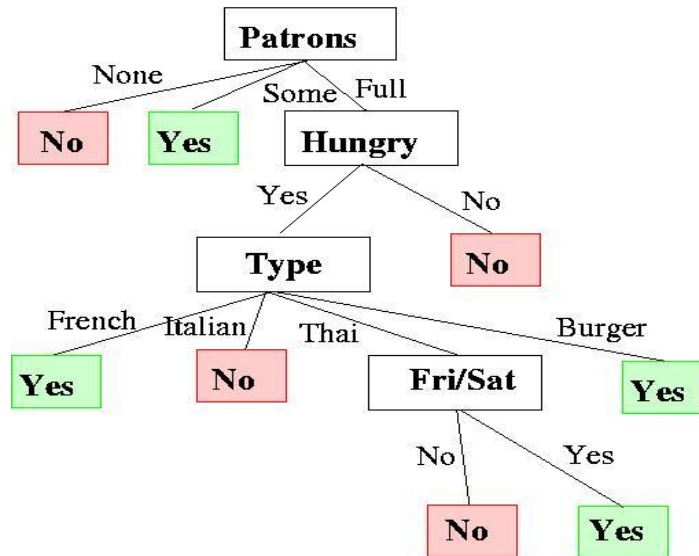 Patrons
None
Some
Full
No
Yes
Hungry
Yes
No
Type
No
French
Italian
Thai
Burger
Yes
No
Fri/Sat
Yes
No
Yes
No
Yes